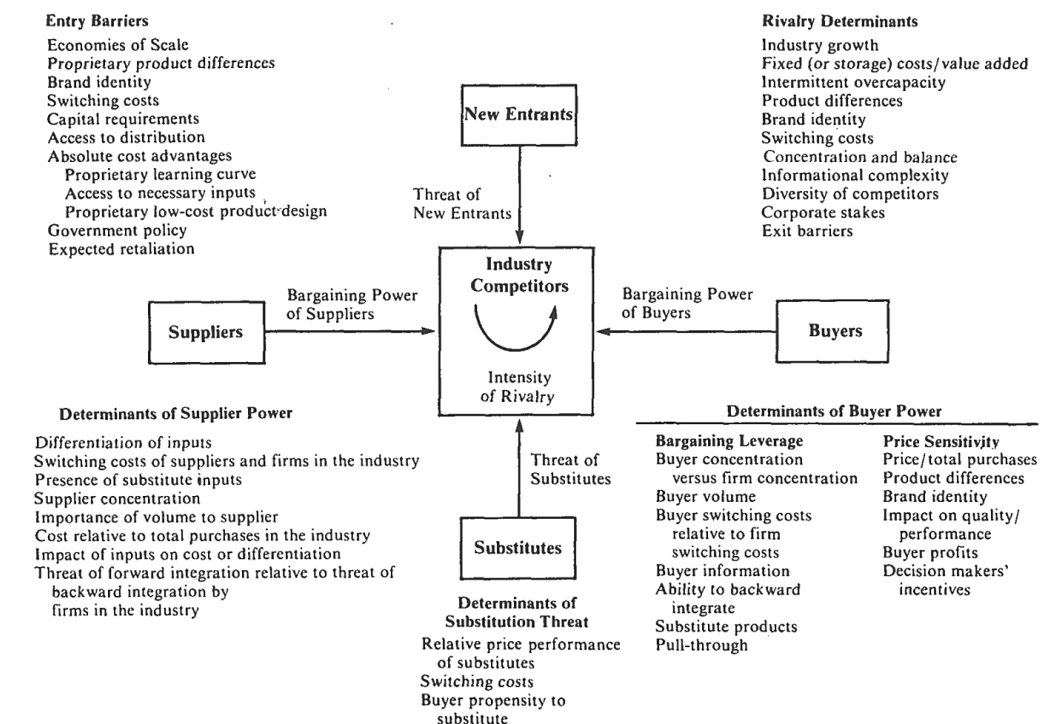 Entry Barriers
Economies of Scale
Proprietary product differences
Brand identity
Switching costs
Capital requirements
Access to distribution
Absolute cost advantages
Proprietary learning curve
Access to necessary inputs
Proprietary low-cost product design
Government policy
Expected retaliation
New Entrants
Threat of
New Entrants
Rivalry Determinants
Industry growth
Fixed (or storage) costs/value added
Intermittent overcapacity
Product differences
Brand identity
Switching costs
Concentration and balance
Informational complexity
Diversity of competitors
Corporate stakes
Exit barriers
Suppliers
Bargaining Power
of Suppliers
Industry
Competitors
Intensity
of Rivalry
Bargaining Power
of Buyers
Buyers
Determinants of Supplier Power
Differentiation of inputs
Switching costs of suppliers and firms in the industry
Presence of substitute inputs
Supplier concentration
Importance of volume to supplier
Cost relative to total purchases in the industry
Impact of inputs on cost or differentiation
Threat of forward integration relative to threat of
backward integration by
firms in the industry
Threat of
Substitutes
Substitutes
Determinants of
Substitution Threat
Relative price performance
of substitutes
Switching costs
Buyer propensity to
substitute
Determinants of Buyer Power
Bargaining Leverage
Buyer concentration
versus firm concentration
Buyer volume
Buyer switching costs
relative to firm
switching costs
Buyer information
Ability to backward
integrate
Substitute products
Pull-through
Price Sensitivity
Price/total purchases
Product differences
Brand identity
Impact on quality/
performance
Buyer profits
Decision makers'
incentives